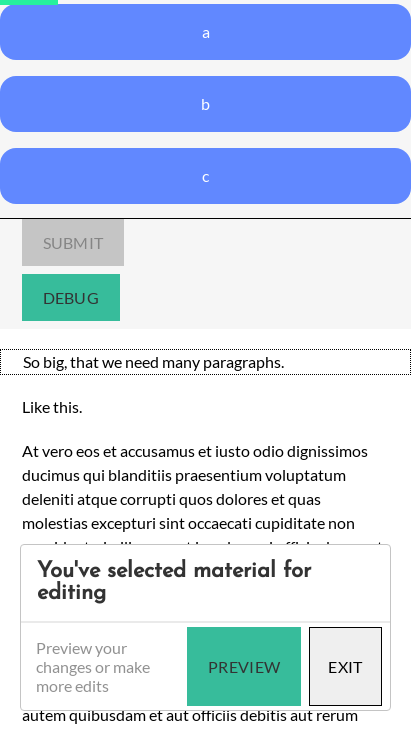 a
b
c
SUBMIT
DEBUG
So big, that we need many paragraphs.
Like this.
At vero eos et accusamus et iusto odio dignissimos
ducimus qui blanditiis praesentium voluptatum
deleniti atque corrupti quos dolores et quas
molestias excepturi sint occaecati cupiditate non
You've selected material for
editing
Preview your
changes or make
more edits
PREVIEW
EXIT
autem quibusdam et aut officiis debitis aut rerum